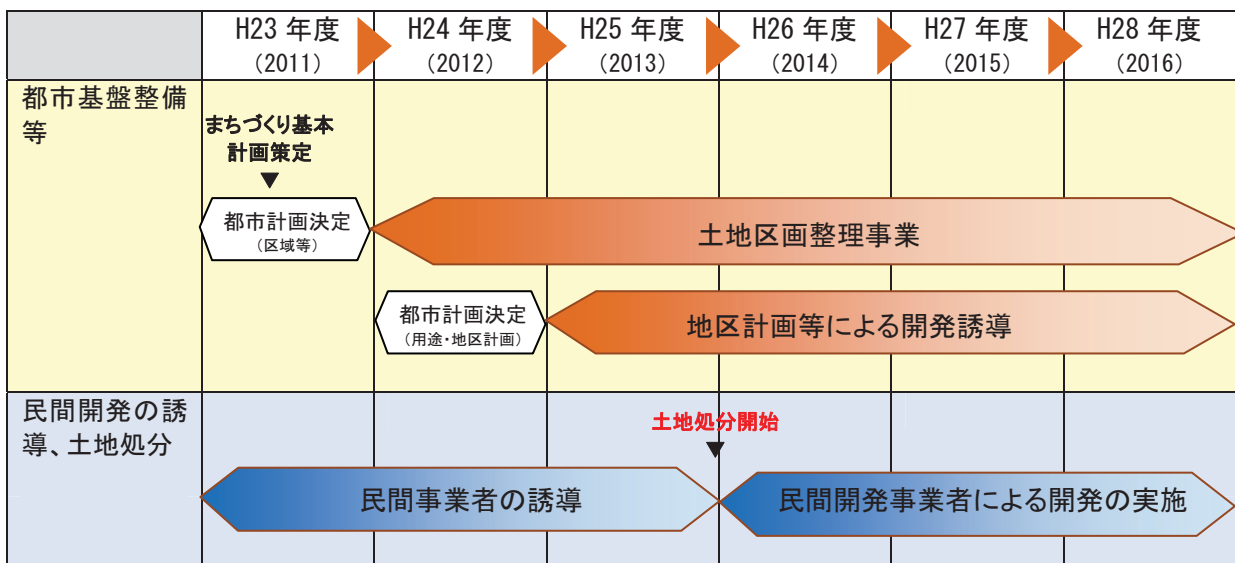 H23 年度
(2011)
H24 年度
(2012)
H25 年度
(2013)
H26 年度
(2014)
H27 年度
(2015)
H28 年度
(2016)
都市基盤整備
等
まちづくり基本
計画策定
▼
都市計画決定
(区域等)
土地区画整理事業
都市計画決定
(用途・地区計画)
地区計画等による開発誘導
民間開発の誘
導、土地処分
土地処分開始
▼
民間事業者の誘導
民間開発事業者による開発の実施